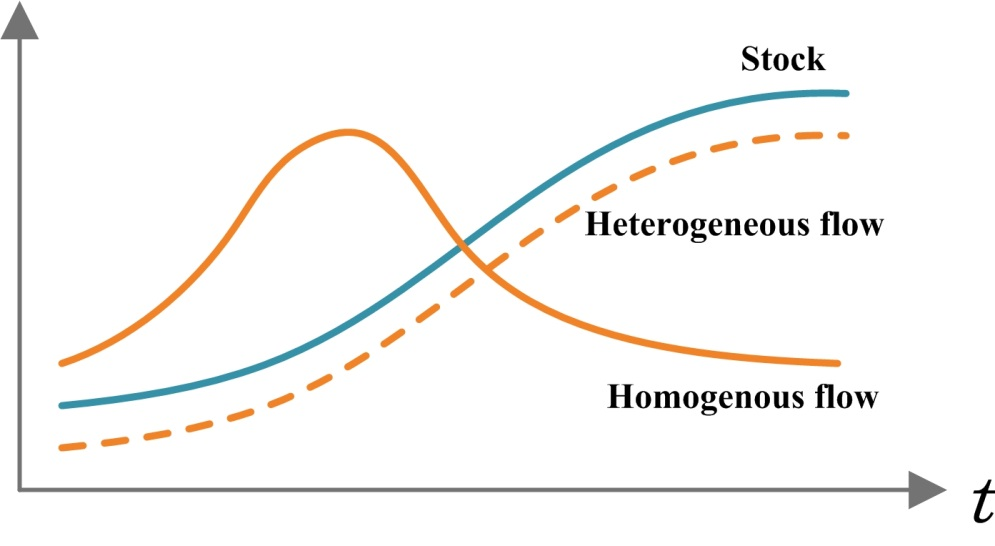 Stock
Heterogeneous flow
Homogenous flow
t